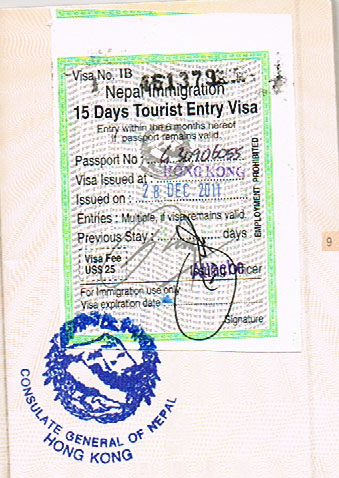 Visa No. 1B
Nepal Immigration
15 Days Tourist Entry Visa
Entry within the 6 months hereof
if passport remains valid.
Passport No :
Visa Issued at : HONG KONG
Issued on : 28 DEC 2011
Entries : Multiple, if visa remains valid.
Previous Stay : days
EMPLOYMENT PROHIBITED
Visa Fee
US$ 25
For Immigration use only
Visa expiration date
Signature
9
CONSULATE GENERAL OF NEPAL
HONG KONG